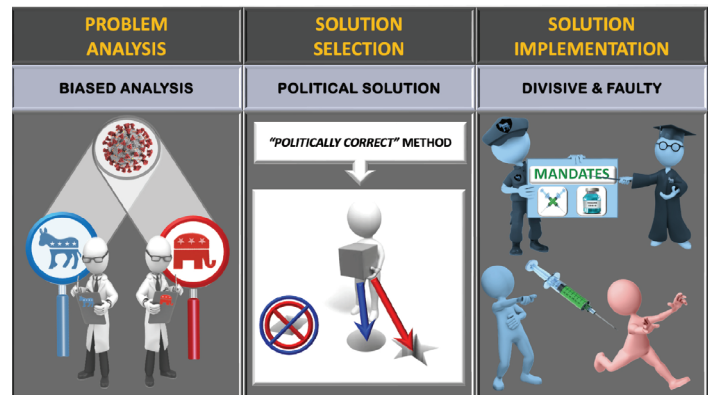 PROBLEM
ANALYSIS
SOLUTION
SELECTION
SOLUTION
IMPLEMENTATION
BIASED ANALYSIS
POLITICAL SOLUTION
DIVISIVE & FAULTY
"POLITICALLY CORRECT" METHOD
MANDATES